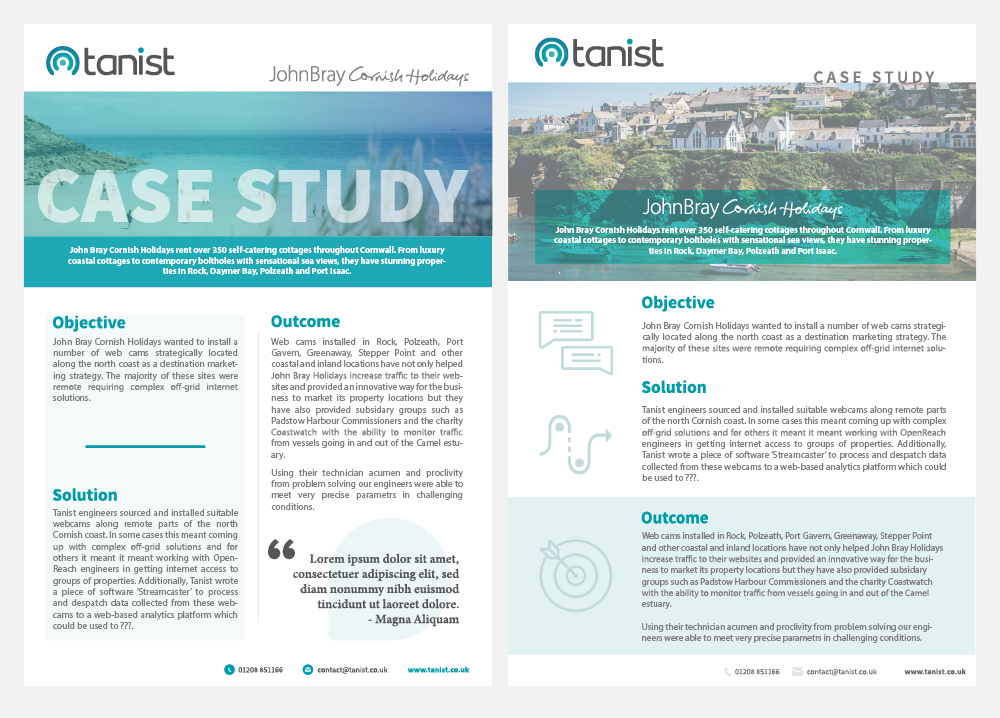 tanist
JohnBray Cornish Holidays
CASE STUDY
John Bray Cornish Holidays rent over 350 self-catering cottages throughout Cornwall. From luxury
coastal cottages to contemporary boltholes with sensational sea views, they have stunning proper-
ties in Rock, Daymer Bay, Polzeath and Port Isaac.
Objective
John Bray Cornish Holidays wanted to install a
number of web cams strategically located
along the north coast as a destination market-
ing strategy. The majority of these sites were
remote requiring complex off-grid internet
solutions.
Solution
Tanist engineers sourced and installed suitable
webcams along remote parts of the north
Cornish coast. In some cases this meant coming
up with complex off-grid solutions and for
others it meant it meant working with Open-
Reach engineers in getting internet access to
groups of properties. Additionally, Tanist wrote
a piece of software 'Streamcaster' to process
and despatch data collected from these web-
cams to a web-based analytics platform which
could be used to ???.
Outcome
Web cams installed in Rock, Polzeath, Port
Gavern, Greenaway, Stepper Point and other
coastal and inland locations have not only helped
John Bray Holidays increase traffic to their web-
sites and provided an innovative way for the busi-
ness to market its property locations but they
have also provided subsidary groups such as
Padstow Harbour Commissioners and the charity
Coastwatch with the ability to monitor traffic
from vessels going in and out of the Camel estu-
ary.
Using their technician acumen and proclivity
from problem solving our engineers were able to
meet very precise parametrs in challenging
conditions.
“ Lorem ipsum dolor sit amet,
consectetuer adipiscing elit, sed
diam nonummy nibh euismod
tincidunt ut laoreet dolore.
- Magna Aliquam
01208 851166 contact@tanist.co.uk www.tanist.co.uk
tanist
CASE STUDY
JohnBray Cornish Holidays
John Bray Cornish Holidays rent over 350 self-catering cottages throughout Cornwall. From luxury
coastal cottages to contemporary boltholes with sensational sea views, they have stunning proper-
ties in Rock, Daymer Bay, Polzeath and Port Isaac.
Objective
John Bray Cornish Holidays wanted to install a number of web cams strategi-
cally located along the north coast as a destination marketing strategy. The
majority of these sites were remote requiring complex off-grid internet solu-
tions.
Solution
Tanist engineers sourced and installed suitable webcams along remote parts
of the north Cornish coast. In some cases this meant coming up with complex
off-grid solutions and for others it meant it meant working with OpenReach
engineers in getting internet access to groups of properties. Additionally,
Tanist wrote a piece of software 'Streamcaster' to process and despatch data
collected from these webcams to a web-based analytics platform which could
be used to ???.
Outcome
Web cams installed in Rock, Polzeath, Port Gavern, Greenaway, Stepper Point
and other coastal and inland locations have not only helped John Bray Holidays
increase traffic to their websites and provided an innovative way for the busi-
ness to market its property locations but they have also provided subsidary
groups such as Padstow Harbour Commissioners and the charity Coastwatch
with the ability to monitor traffic from vessels going in and out of the Camel
estuary.
Using their technician acumen and proclivity from problem solving our engi-
neers were able to meet very precise parametrs in challenging conditions.
01208 851166 contact@tanist.co.uk www.tanist.co.uk